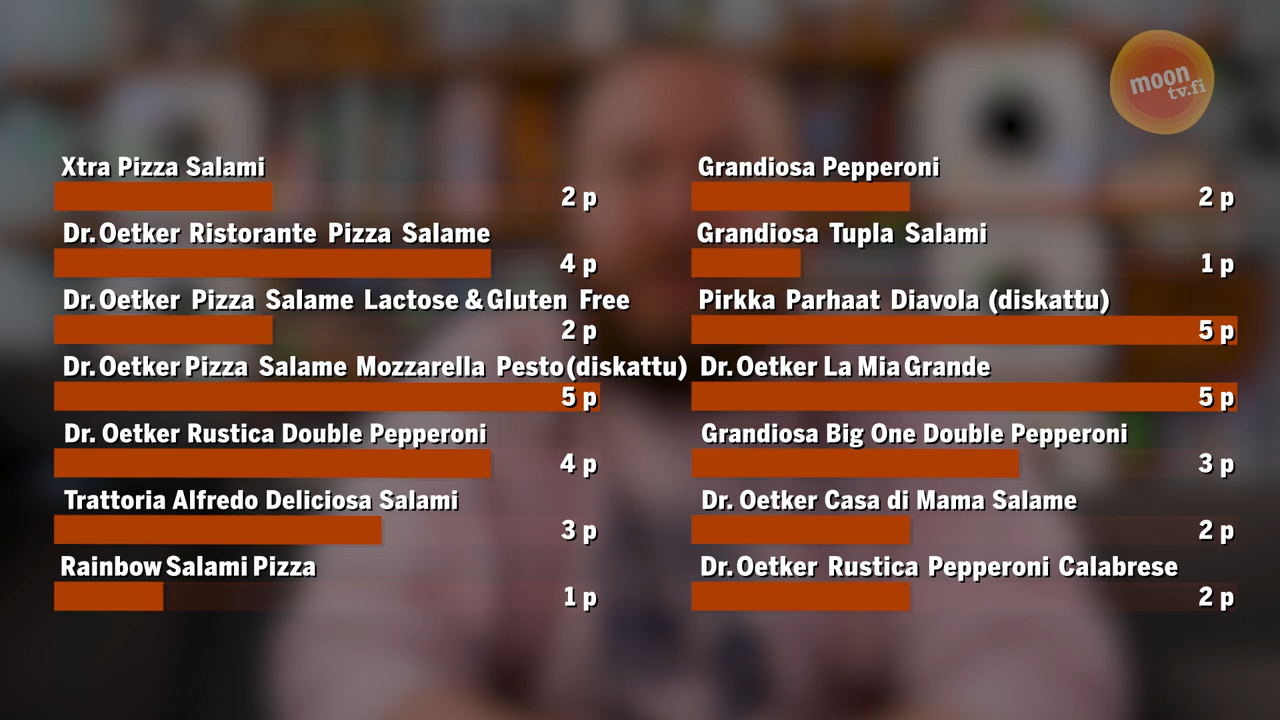 moon
tv.fi
Xtra Pizza Salami
2 p
Dr. Oetker Ristorante Pizza Salame
4 p
Dr. Oetker Pizza Salame Lactose & Gluten Free
2 p
Dr. Oetker Pizza Salame Mozzarella Pesto (diskattu)
5 p
Dr. Oetker Rustica Double Pepperoni
4 p
Trattoria Alfredo Deliciosa Salami
3 p
Rainbow Salami Pizza
1 p
Grandiosa Pepperoni
2 p
Grandiosa Tupla Salami
1 p
Pirkka Parhaat Diavola (diskattu)
5 p
Dr. Oetker La Mia Grande
5 p
Grandiosa Big One Double Pepperoni
3 p
Dr. Oetker Casa di Mama Salame
2 p
Dr. Oetker Rustica Pepperoni Calabrese
2 p